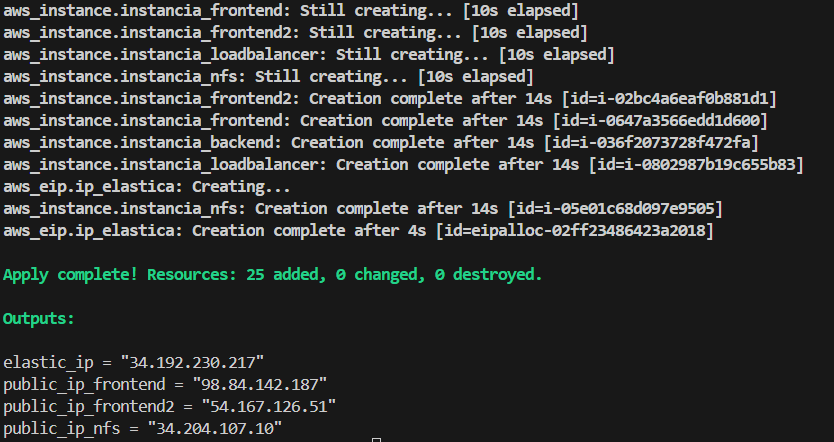 aws_instance.instancia_frontend: Still creating... [10s elapsed]
aws_instance.instancia_frontend2: Still creating... [10s elapsed]
aws_instance.instancia_loadbalancer: Still creating... [10s elapsed]
aws_instance.instancia_nfs: Still creating... [10s elapsed]
aws_instance.instancia_frontend2: Creation complete after 14s [id=i-02bc4a6eaf0b881d1]
aws_instance.instancia_frontend: Creation complete after 14s [id=i-0647a3566edd1d600]
aws_instance.instancia_backend: Creation complete after 14s [id=i-036f2073728f472fa]
aws_instance.instancia_loadbalancer: Creation complete after 14s [id=i-0802987b19c655b83]
aws_eip.ip_elastica: Creating...
aws_instance.instancia_nfs: Creation complete after 14s [id=i-05e01c68d097e9505]
aws_eip.ip_elastica: Creation complete after 4s [id=eipalloc-02ff23486423a2018]
Apply complete! Resources: 25 added, 0 changed, 0 destroyed.
Outputs:
elastic_ip = "34.192.230.217"
public_ip_frontend = "98.84.142.187"
public_ip_frontend2 = "54.167.126.51"
public_ip_nfs = "34.204.107.10"